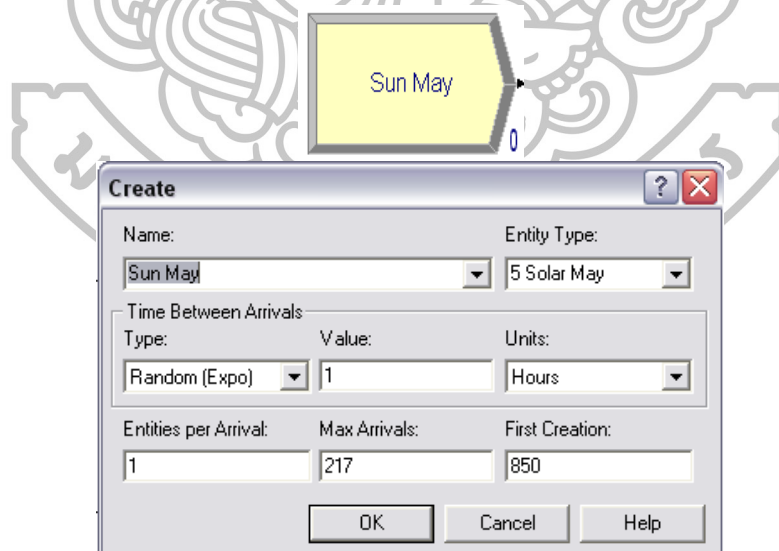 Sun May
0
Create
Name: Entity Type:
Sun May 5 Solar May
Time Between Arrivals
Type: Value: Units:
Random (Expo) 1 Hours
Entities per Arrival: Max Arrivals: First Creation:
1 217 850
OK Cancel Help